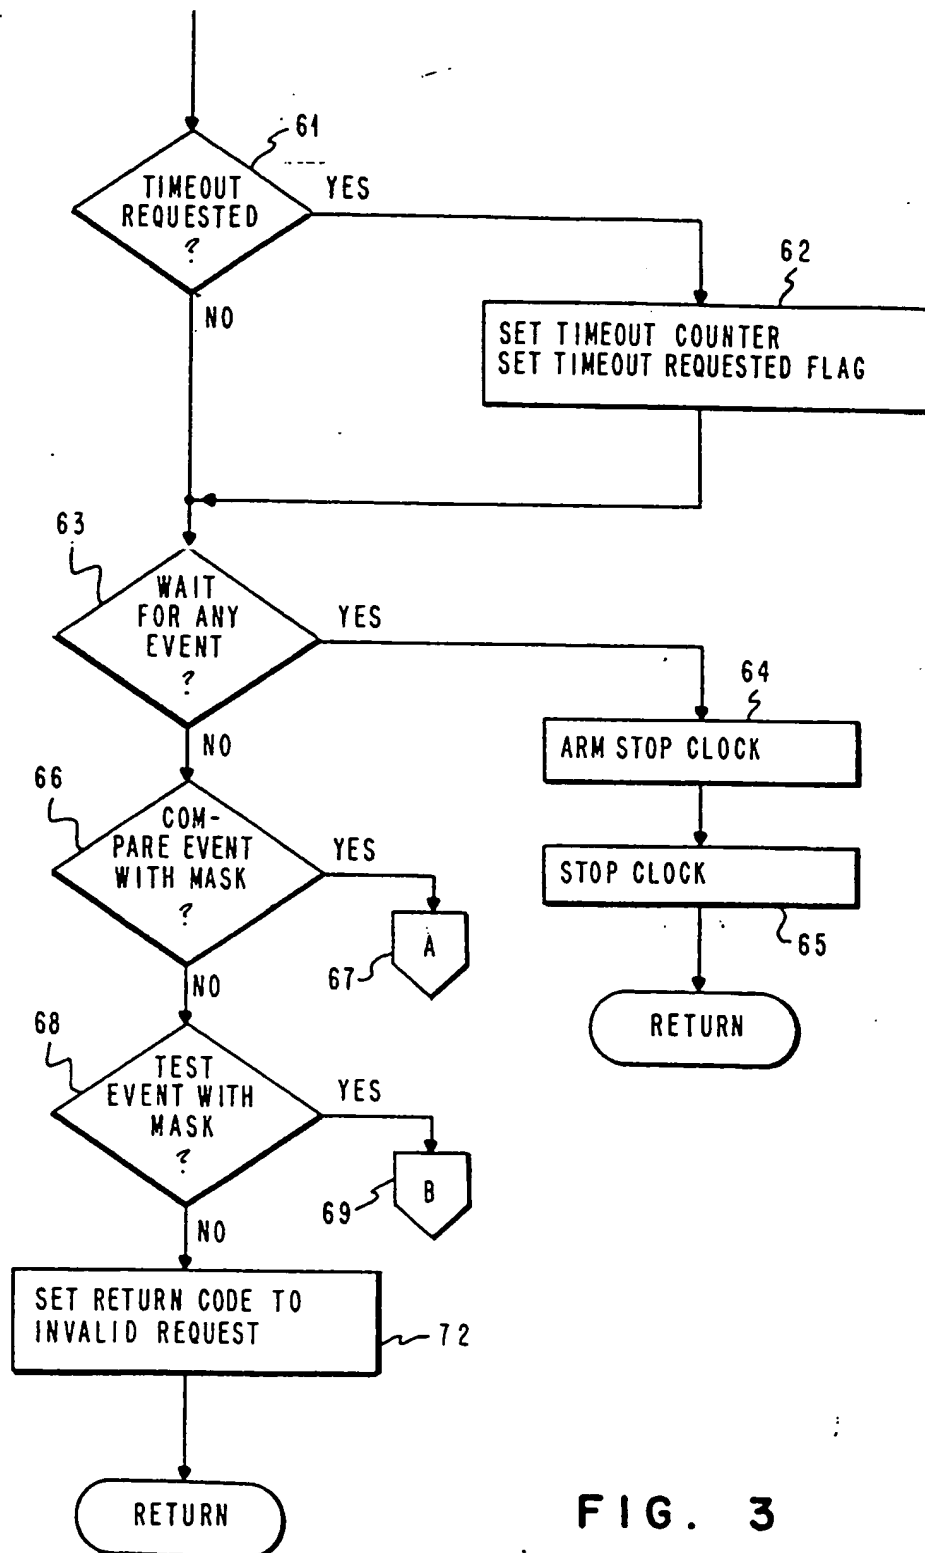 61
TIMEOUT
REQUESTED
?
YES
NO
62
SET TIMEOUT COUNTER
SET TIMEOUT REQUESTED FLAG
63
WAIT
FOR ANY
EVENT
?
YES
NO
64
ARM STOP CLOCK
STOP CLOCK
65
RETURN
66
COM-
PARE EVENT
WITH MASK
?
YES
NO
A
67
68
TEST
EVENT WITH
MASK
?
YES
NO
B
69
SET RETURN CODE TO
INVALID REQUEST
72
RETURN
FIG. 3